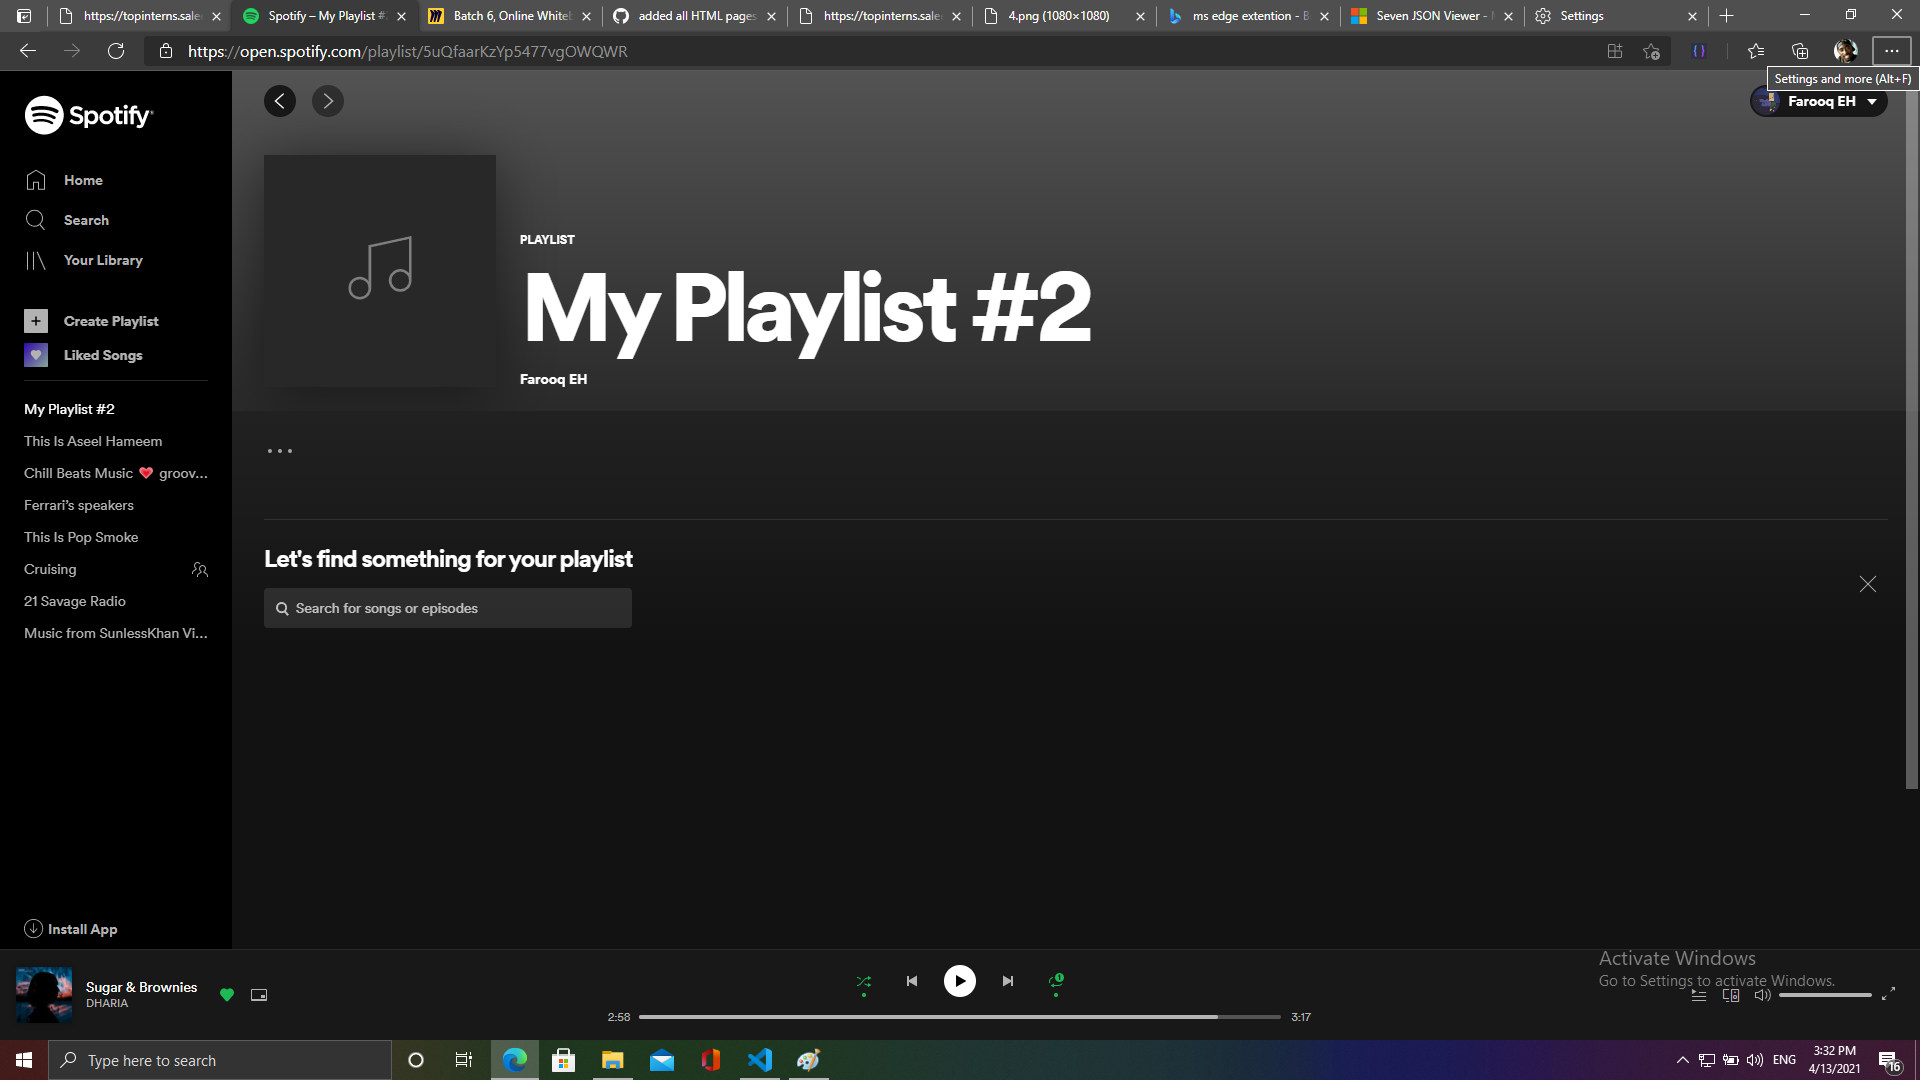 https://topinterns.sale
Spotify – My Playlist #
Batch 6, Online White
added all HTML pages
https://topinterns.sale
4.png (1080×1080)
ms edge extention - B
Seven JSON Viewer -
Settings
https://open.spotify.com/playlist/5uQfaarKzYp5477vgOWQWR
Settings and more (Alt+F)
Spotify
Farooq EH
Home
Search
Your Library
Create Playlist
Liked Songs
My Playlist #2
This Is Aseel Hameem
Chill Beats Music ❤️ groov...
Ferrari's speakers
This Is Pop Smoke
Cruising
21 Savage Radio
Music from SunlessKhan Vi...
Install App
PLAYLIST
My Playlist #2
Farooq EH
Let's find something for your playlist
Search for songs or episodes
Activate Windows
Go to Settings to activate Windows.
Sugar & Brownies
DHARIA
2:58
3:17
Type here to search
ENG
3:32 PM
4/13/2021
16